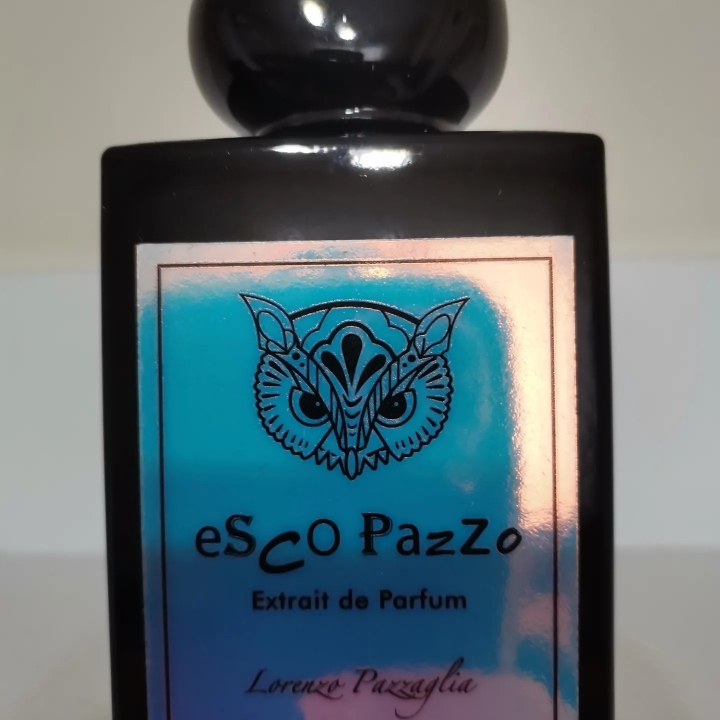 eSCO PaZZo
Extrait de Parfum
Lorenzo Pazzaglia